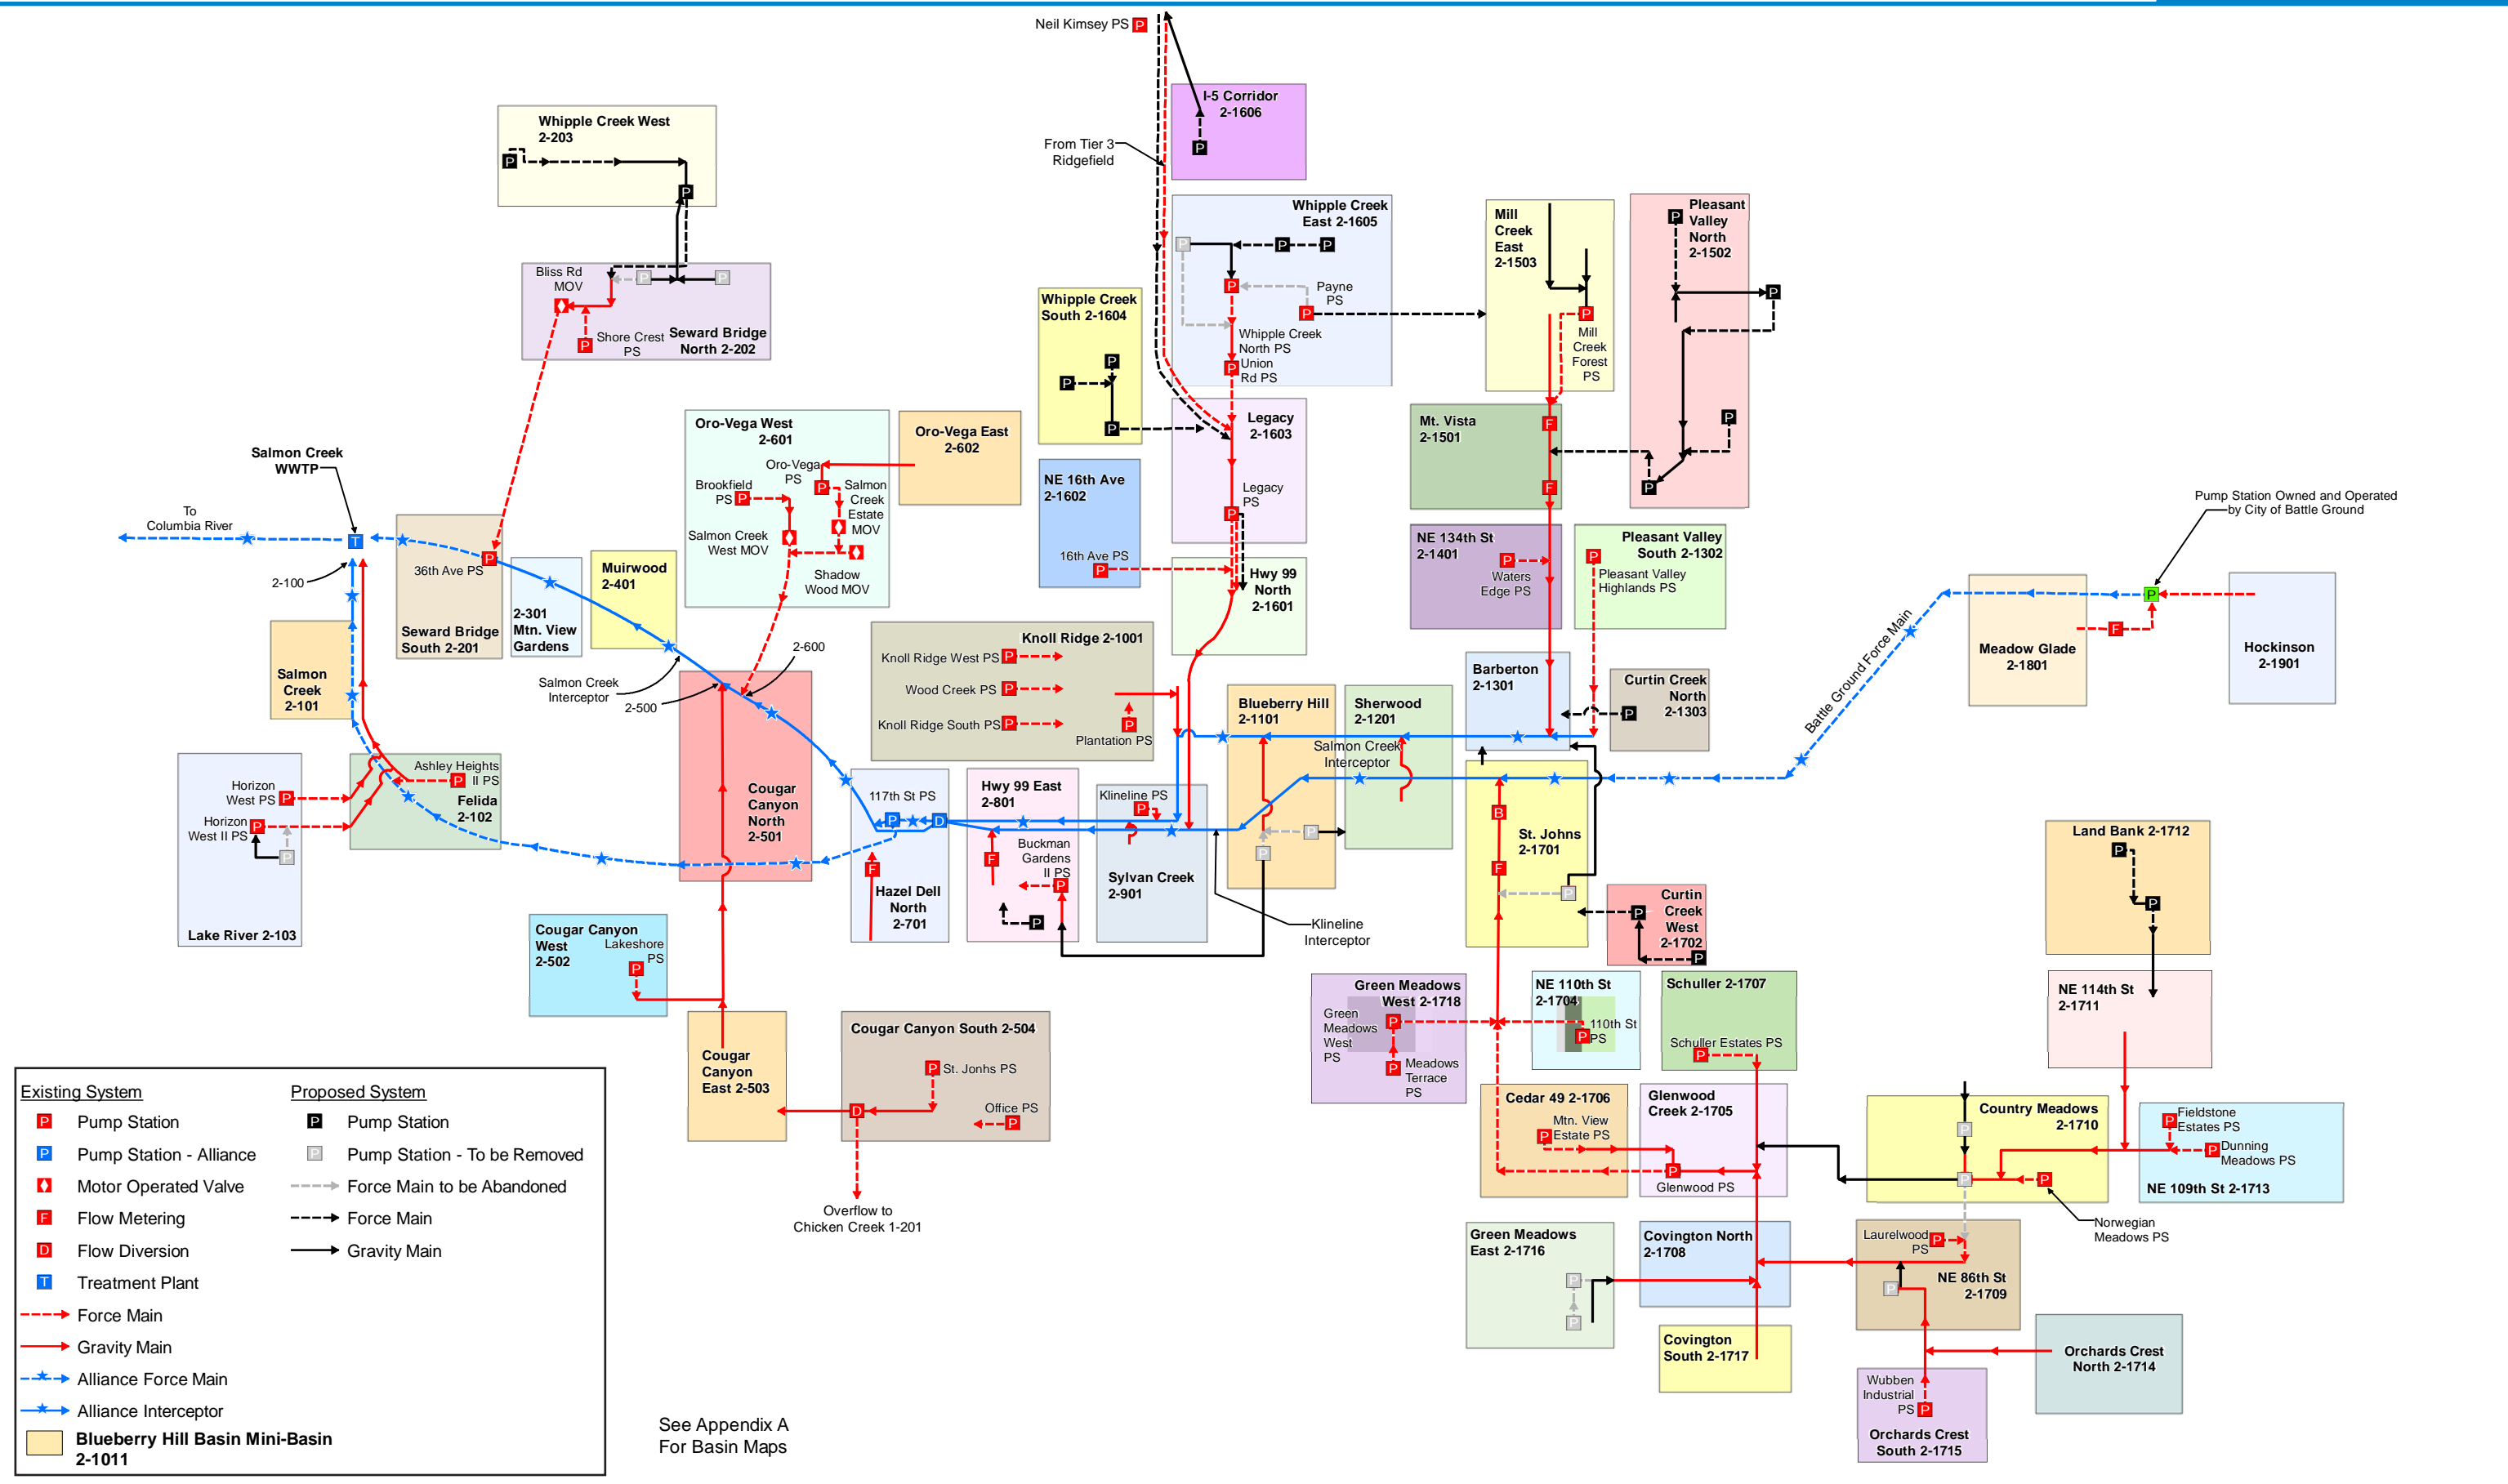 Neil Kimsey PS
P
I-5 Corridor
2-1606
P
From Tier 3
Ridgefield
Whipple Creek West
2-203
P
P
Whipple Creek
East 2-1605
P
P
P
P
Payne
PS
P
Whipple Creek
North PS
Union
Rd PS
P
Mill
Creek
East
2-1503
P
Mill
Creek
Forest
PS
Pleasant
Valley
North
2-1502
P
P
P
P
Bliss Rd
MOV
P
P
Shore Crest
PS
P
Seward Bridge
North 2-202
Whipple Creek
South 2-1604
P
P
P
Oro-Vega West
2-601
Oro-Vega
PS
P
Brookfield
PS
P
Salmon
Creek
Estate
MOV
Salmon Creek
West MOV
Shadow
Wood MOV
Oro-Vega East
2-602
Legacy
2-1603
Legacy
PS
P
Mt. Vista
2-1501
F
F
NE 16th Ave
2-1602
16th Ave PS
P
Salmon Creek
WWTP
T
To
Columbia River
2-100
36th Ave PS
P
Seward Bridge
South 2-201
2-301
Mtn. View
Gardens
Muirwood
2-401
Hwy 99
North
2-1601
NE 134th St
2-1401
P
Waters
Edge PS
Pleasant Valley
South 2-1302
P
Pleasant Valley
Highlands PS
Pump Station Owned and Operated
by City of Battle Ground
P
F
Meadow Glade
2-1801
Hockinson
2-1901
Battle Ground Force Main
Salmon
Creek
2-101
Salmon Creek
Interceptor
2-500
2-600
Knoll Ridge 2-1001
Knoll Ridge West PS
P
Wood Creek PS
P
Knoll Ridge South PS
P
P
Plantation PS
Blueberry Hill
2-1101
P
P
Sherwood
2-1201
Salmon Creek
Interceptor
Barberton
2-1301
Curtin Creek
North
2-1303
P
Horizon
West PS
P
Horizon
West II PS
P
P
Lake River 2-103
Ashley Heights
II PS
P
Felida
2-102
Cougar
Canyon
North
2-501
117th St PS
P
D
F
Hazel Dell
North
2-701
Hwy 99 East
2-801
F
Buckman
Gardens
II PS
P
P
Klineline PS
P
Sylvan Creek
2-901
Klineline
Interceptor
B
F
St. Johns
2-1701
P
Curtin
Creek
West
2-1702
P
P
Land Bank 2-1712
P
P
NE 114th St
2-1711
Cougar Canyon
West
2-502
Lakeshore
PS
P
Cougar
Canyon
East 2-503
Cougar Canyon South 2-504
P
St. Jonhs PS
D
Office PS
P
Overflow to
Chicken Creek 1-201
Green Meadows
West 2-1718
Green
Meadows
West
PS
P
P
Meadows
Terrace
PS
NE 110th St
2-1704
110th St
PS
P
Schuller 2-1707
Schuller Estates PS
P
Cedar 49 2-1706
Mtn. View
Estate PS
P
Glenwood
Creek 2-1705
P
Glenwood PS
Country Meadows
2-1710
P
P
P
Norwegian
Meadows PS
P
Fieldstone
Estates PS
P
Dunning
Meadows PS
NE 109th St 2-1713
Green Meadows
East 2-1716
P
P
Covington North
2-1708
Covington
South 2-1717
Laurelwood
PS
P
P
NE 86th St
2-1709
Orchards Crest
North 2-1714
Wubben
Industrial
PS
P
Orchards Crest
South 2-1715
Existing System
P Pump Station
P Pump Station - Alliance
Motor Operated Valve
F Flow Metering
D Flow Diversion
T Treatment Plant
Force Main
Gravity Main
Alliance Force Main
Alliance Interceptor
Blueberry Hill Basin Mini-Basin
2-1011
Proposed System
P Pump Station
P Pump Station - To be Removed
Force Main to be Abandoned
Force Main
Gravity Main
See Appendix A
For Basin Maps